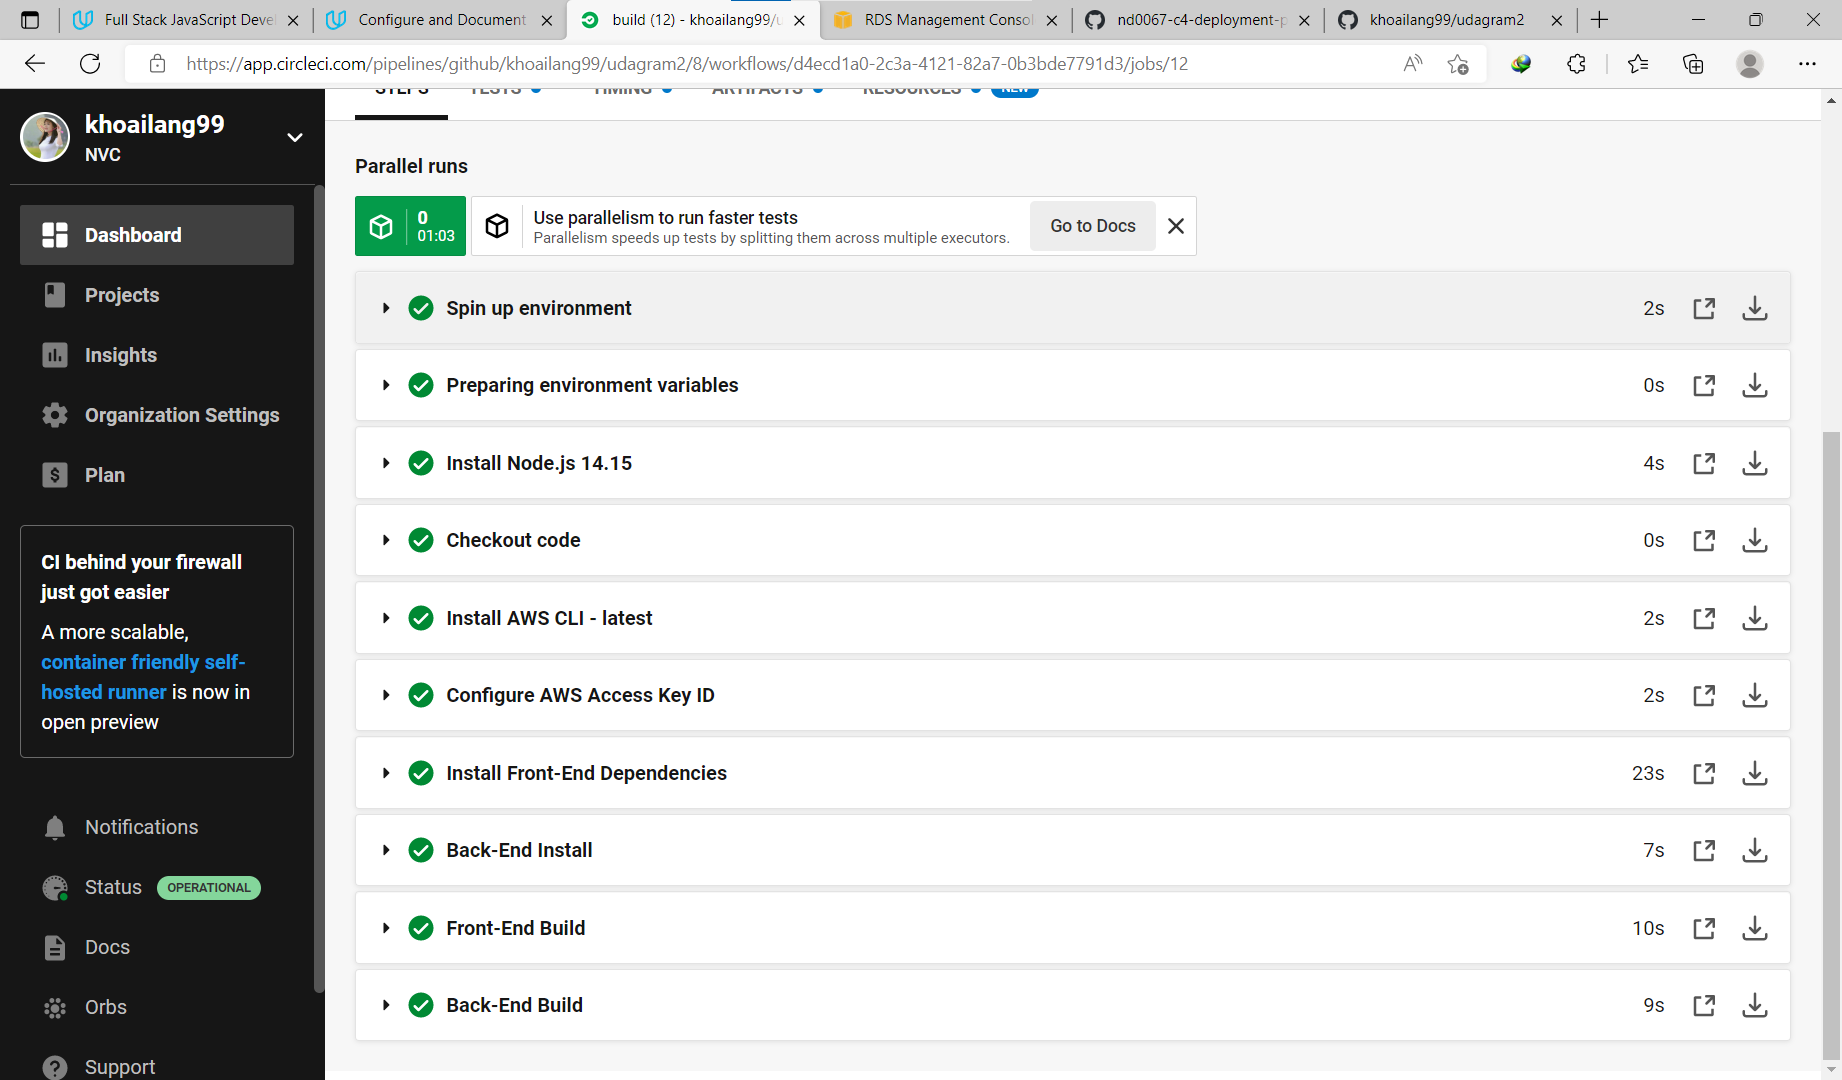 Full Stack JavaScript Devel
Configure and Document
build (12) - khoailang99/u
RDS Management Consol
nd0067-c4-deployment-p
khoailang99/udagram2
https://app.circleci.com/pipelines/github/khoailang99/udagram2/8/workflows/d4ecd1a0-2c3a-4121-82a7-0b3bde7791d3/jobs/12
khoailang99
NVC
Dashboard
Projects
Insights
Organization Settings
Plan
CI behind your firewall
just got easier
A more scalable,
container friendly self-
hosted runner is now in
open preview
Notifications
Status OPERATIONAL
Docs
Orbs
Support
STEPS TESTS TIMING ARTIFACTS RESOURCES NEW
Parallel runs
0
01:03
Use parallelism to run faster tests
Parallelism speeds up tests by splitting them across multiple executors.
Go to Docs
Spin up environment 2s
Preparing environment variables 0s
Install Node.js 14.15 4s
Checkout code 0s
Install AWS CLI - latest 2s
Configure AWS Access Key ID 2s
Install Front-End Dependencies 23s
Back-End Install 7s
Front-End Build 10s
Back-End Build 9s